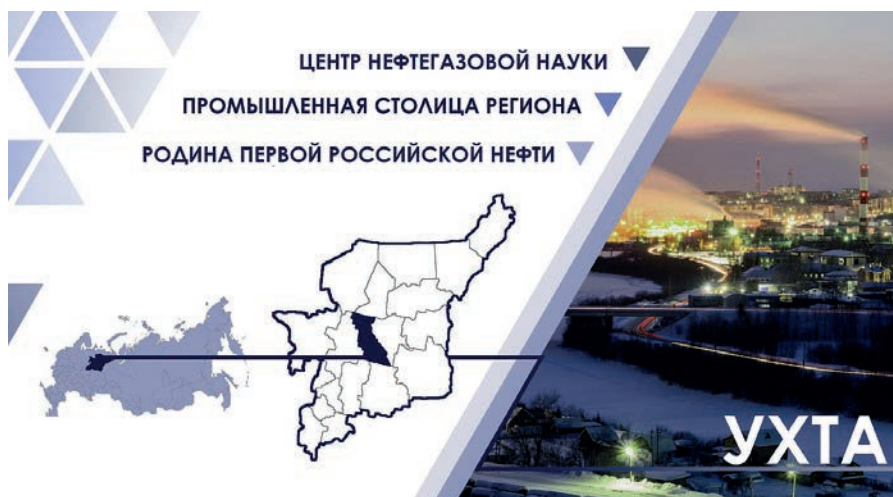 ЦЕНТР НЕФТЕГАЗОВОЙ НАУКИ
ПРОМЫШЛЕННАЯ СТОЛИЦА РЕГИОНА
РОДИНА ПЕРВОЙ РОССИЙСКОЙ НЕФТИ
УХТА